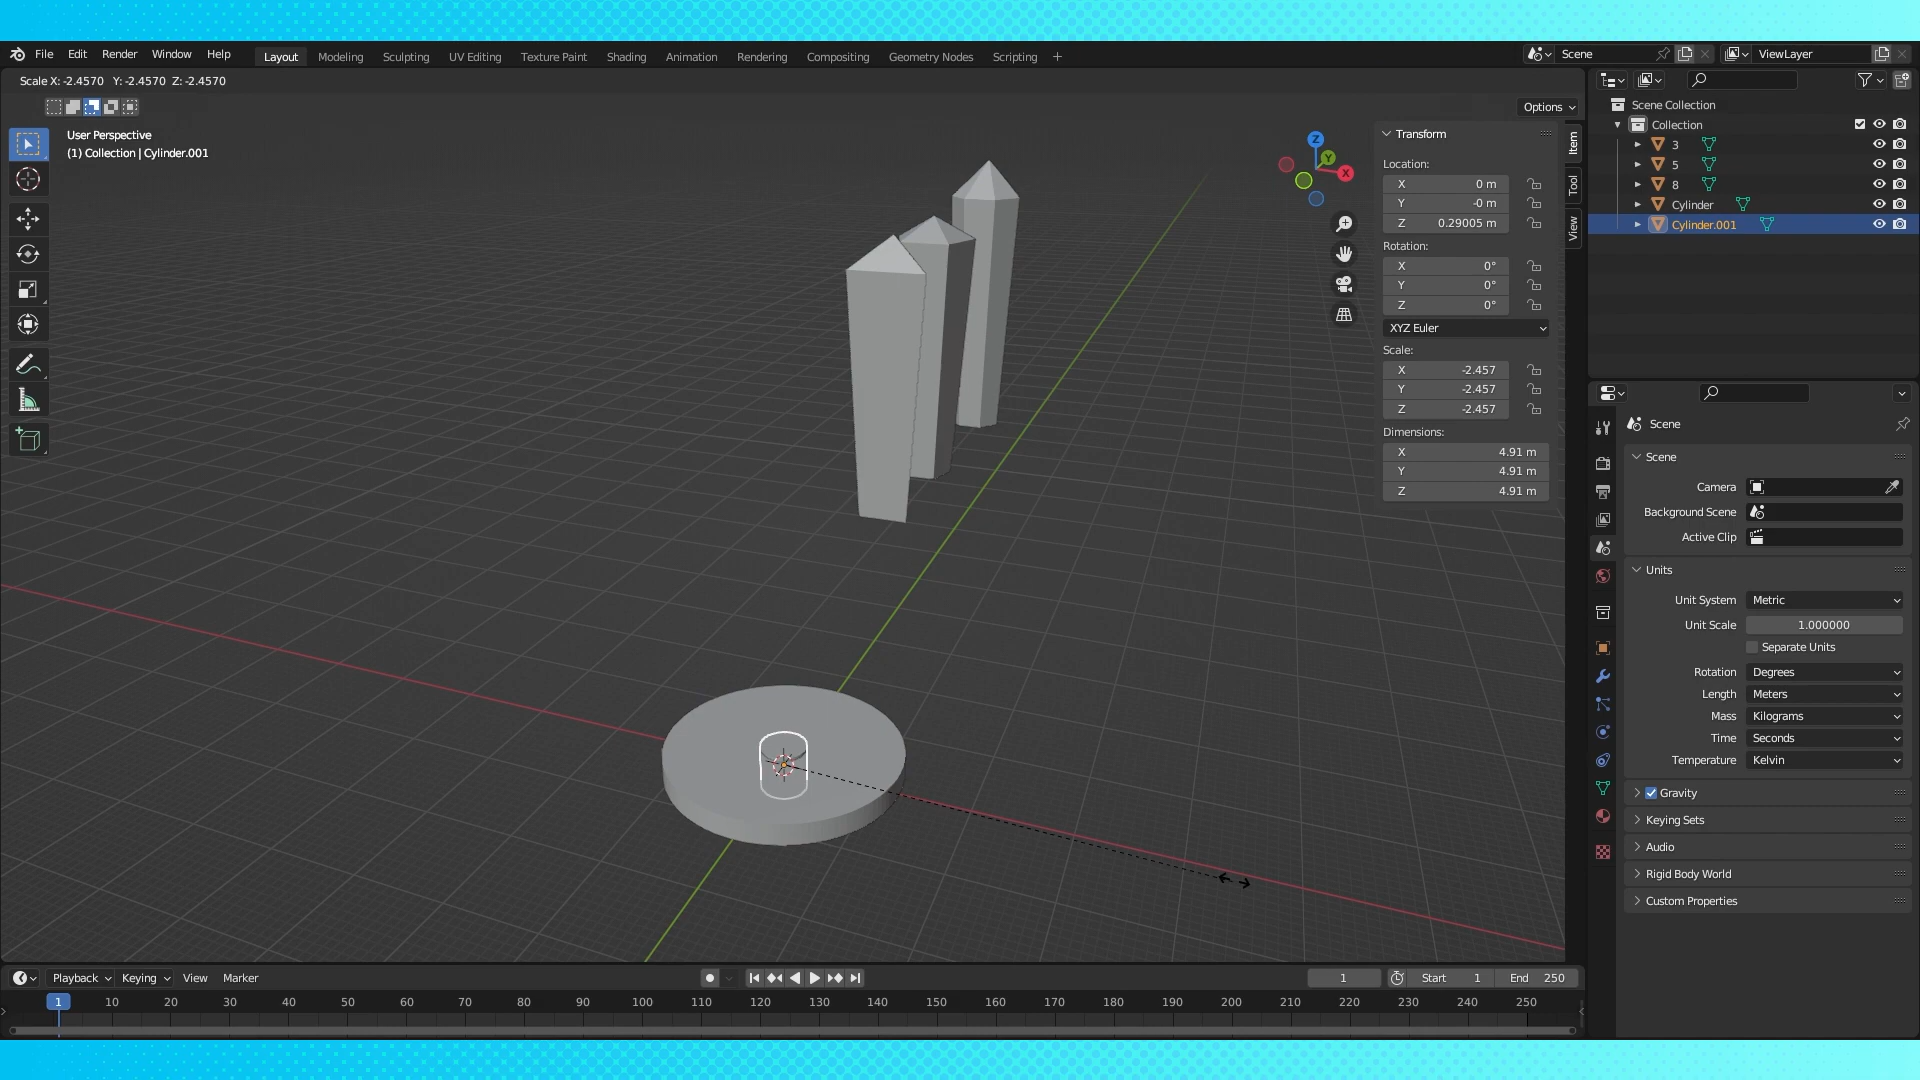 File Edit Render Window Help Layout Modeling Sculpting UV Editing Texture Paint Shading Animation Rendering Compositing Geometry Nodes Scripting + Scene ViewLayer
Scale X: -2.4570 Y: -2.4570 Z: -2.4570
Options
User Perspective
(1) Collection | Cylinder.001
Z
Y
X
Transform
Location:
X 0 m
Y -0 m
Z 0.29005 m
Rotation:
X 0°
Y 0°
Z 0°
XYZ Euler
Scale:
X -2.457
Y -2.457
Z -2.457
Dimensions:
X 4.91 m
Y 4.91 m
Z 4.91 m
Item
Tool
View
Scene Collection
Collection
3
5
8
Cylinder
Cylinder.001
Scene
Scene
Camera
Background Scene
Active Clip
Units
Unit System Metric
Unit Scale 1.000000
Separate Units
Rotation Degrees
Length Meters
Mass Kilograms
Time Seconds
Temperature Kelvin
Gravity
Keying Sets
Audio
Rigid Body World
Custom Properties
Playback Keying View Marker 1 Start 1 End 250
1 10 20 30 40 50 60 70 80 90 100 110 120 130 140 150 160 170 180 190 200 210 220 230 240 250